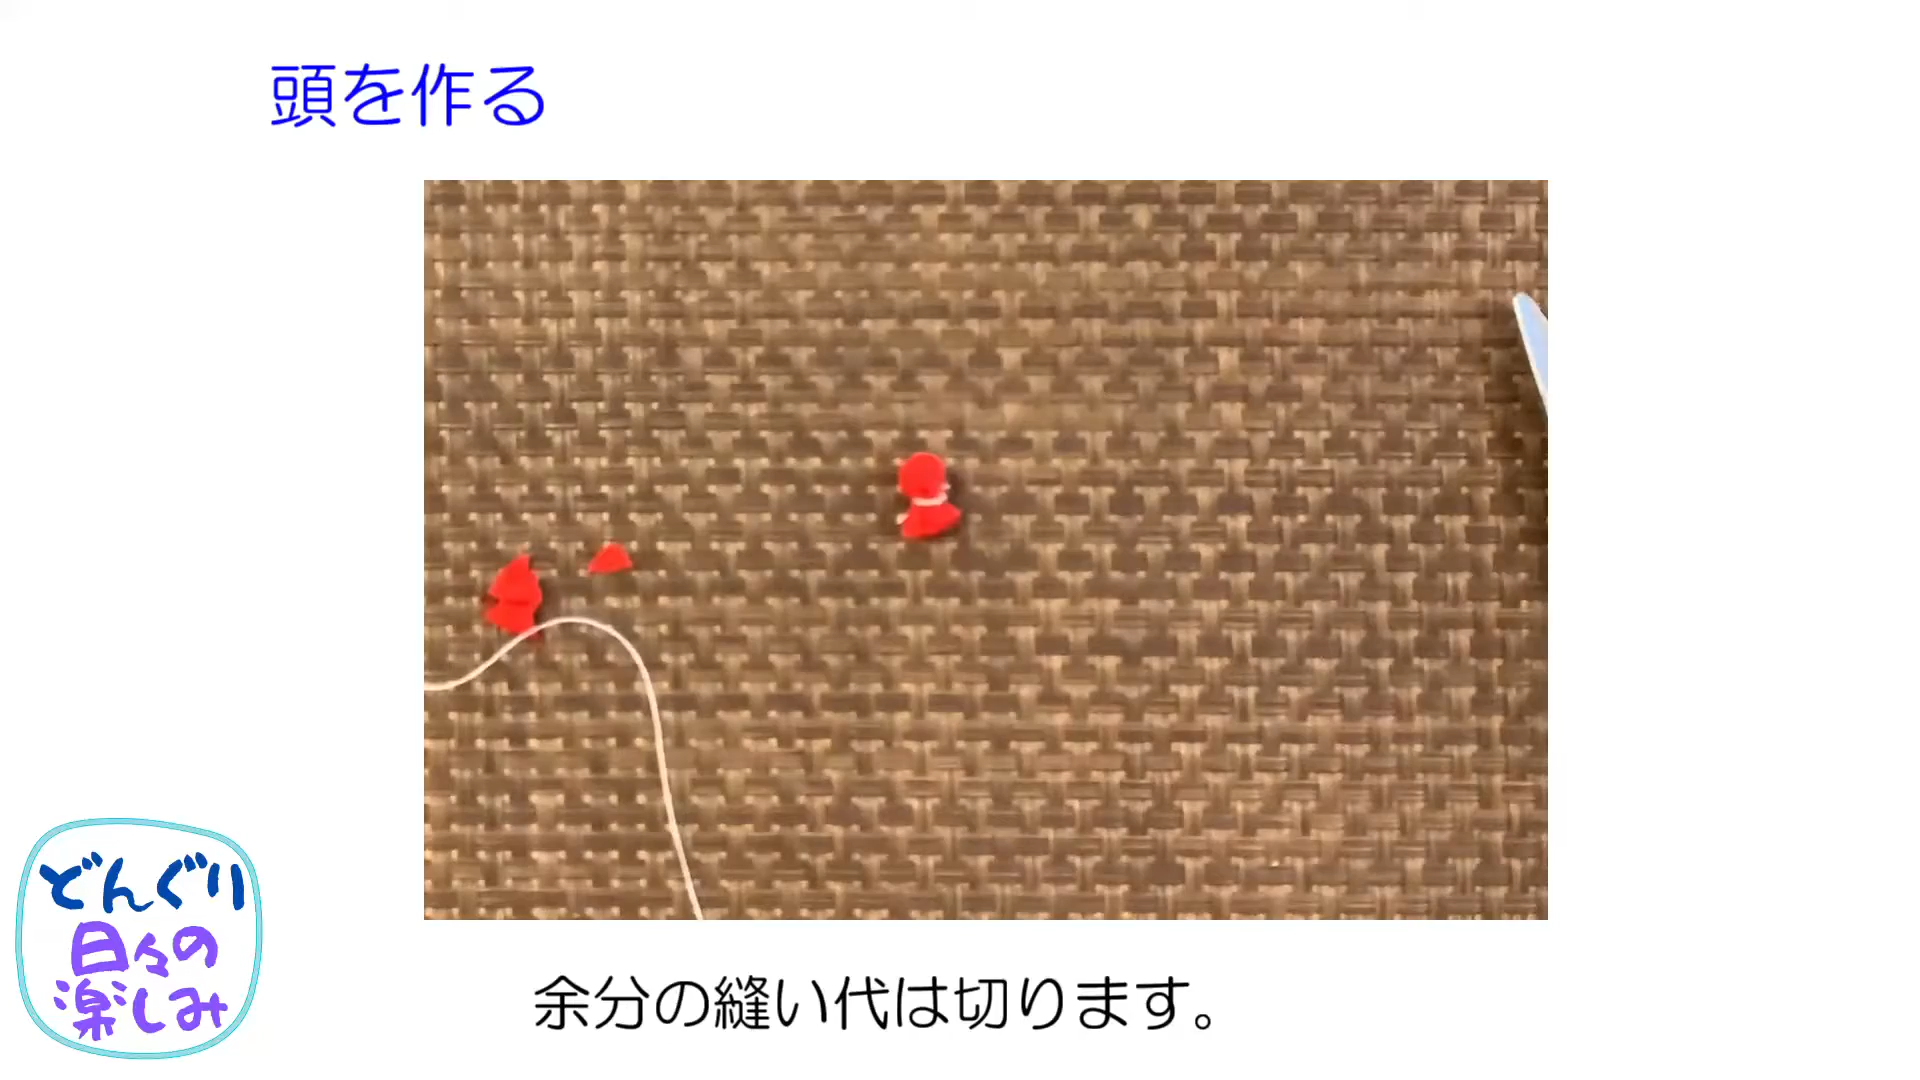 頭を作る
余分の縫い代は切ります。
どんぐり
日々の
楽しみ